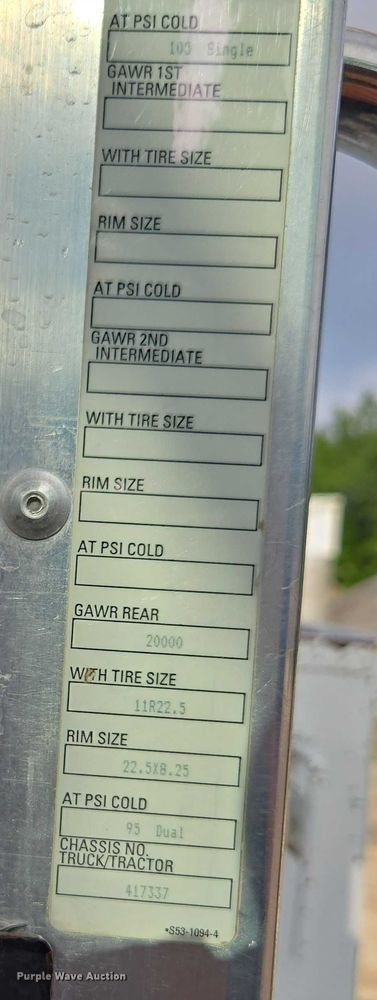 AT PSI COLD
Single
GAWR 1ST
INTERMEDIATE
WITH TIRE SIZE
RIM SIZE
AT PSI COLD
GAWR 2ND
INTERMEDIATE
WITH TIRE SIZE
RIM SIZE
AT PSI COLD
GAWR REAR
20000
WITH TIRE SIZE
11R22.5
RIM SIZE
22.5X8.25
AT PSI COLD
95 Dual
CHASSIS NO.
TRUCK/TRACTOR
417337
*S53-1094-4
Purple Wave Auction